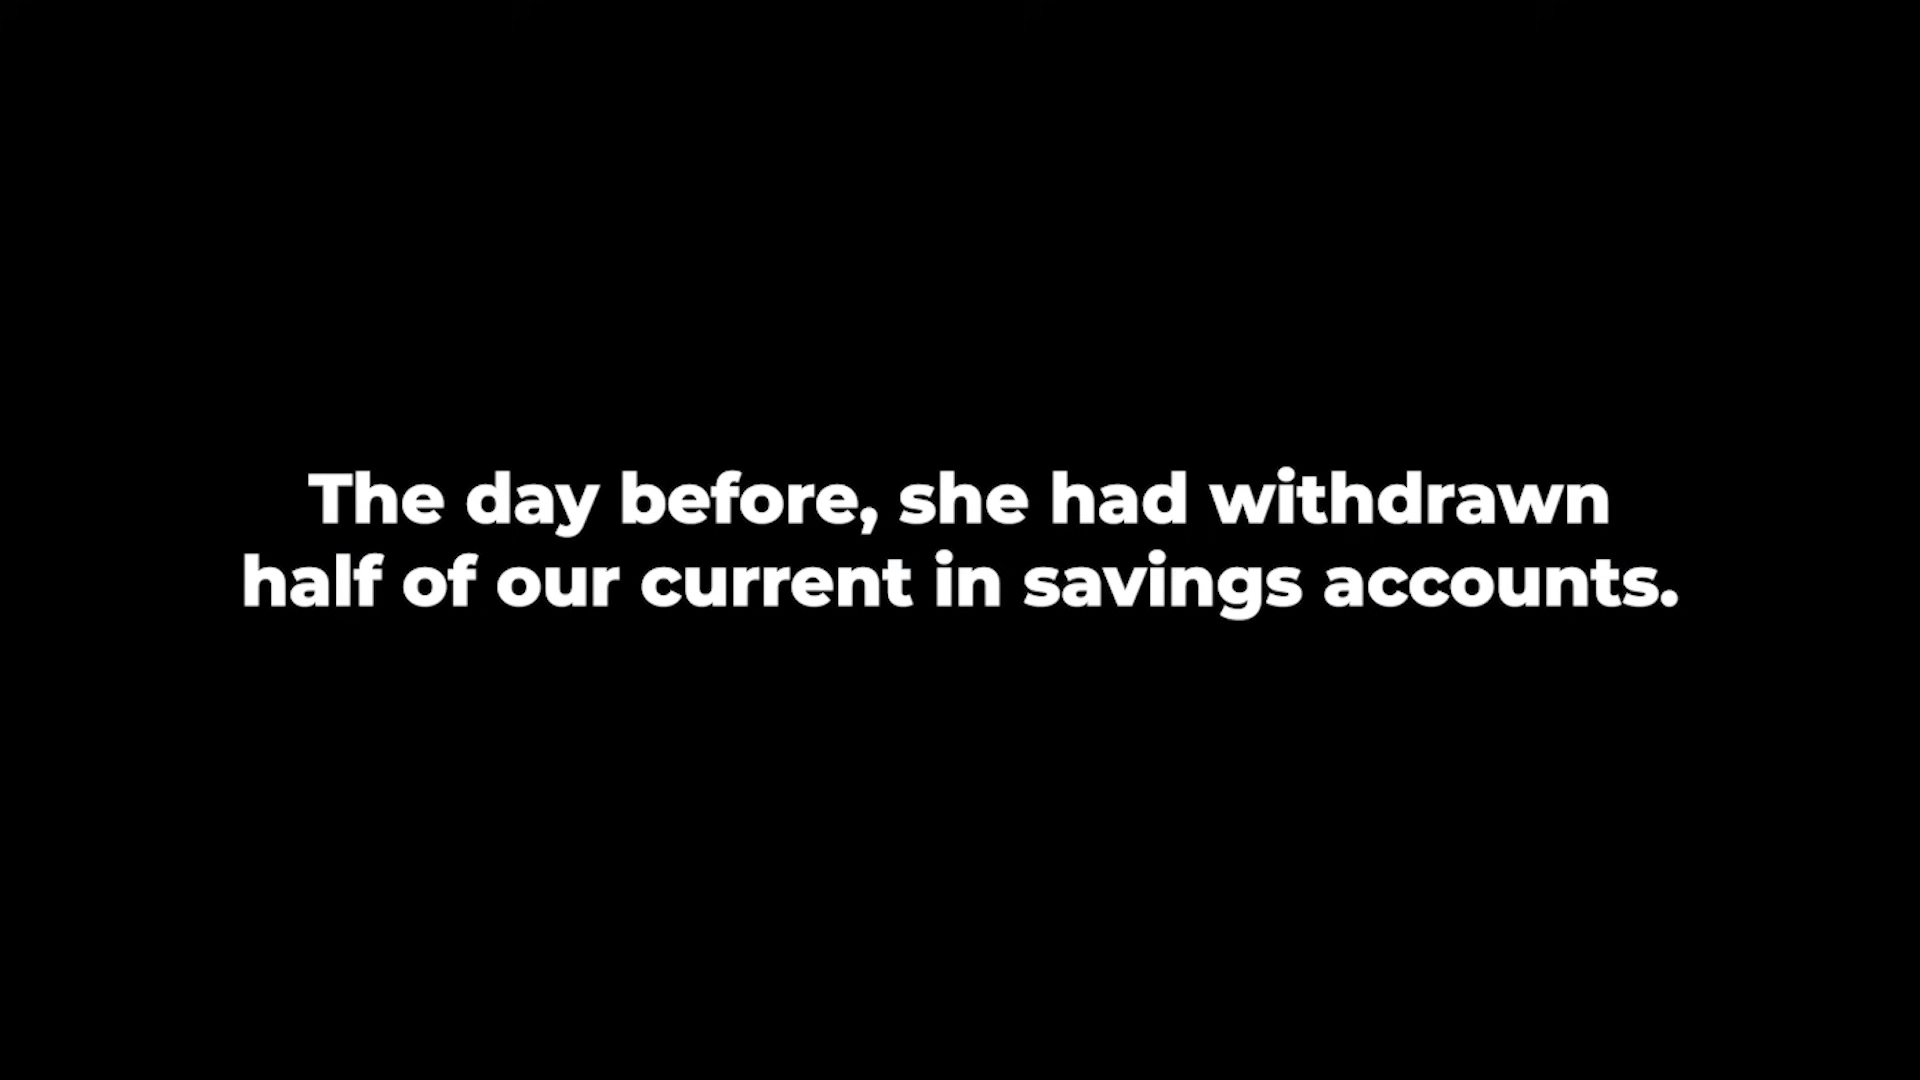 The day before, she had withdrawn
half of our current in savings accounts.